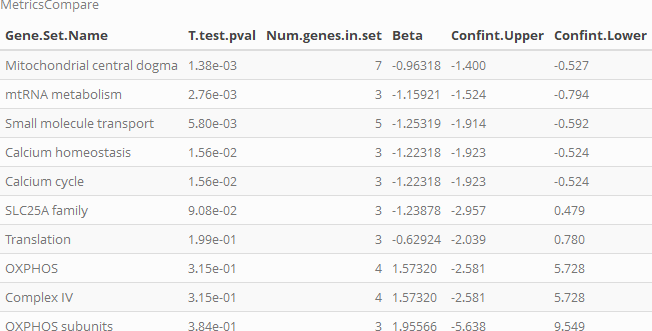 MetricsCompare
Gene.Set.Name T.test.pval Num.genes.in.set Beta Confint.Upper Confint.Lower
Mitochondrial central dogma 1.38e-03 7 -0.96318 -1.400 -0.527
mtRNA metabolism 2.76e-03 3 -1.15921 -1.524 -0.794
Small molecule transport 5.80e-03 5 -1.25319 -1.914 -0.592
Calcium homeostasis 1.56e-02 3 -1.22318 -1.923 -0.524
Calcium cycle 1.56e-02 3 -1.22318 -1.923 -0.524
SLC25A family 9.08e-02 3 -1.23878 -2.957 0.479
Translation 1.99e-01 3 -0.62924 -2.039 0.780
OXPHOS 3.15e-01 4 1.57320 -2.581 5.728
Complex IV 3.15e-01 4 1.57320 -2.581 5.728
OXPHOS subunits 3.84e-01 3 1.95566 -5.638 9.549